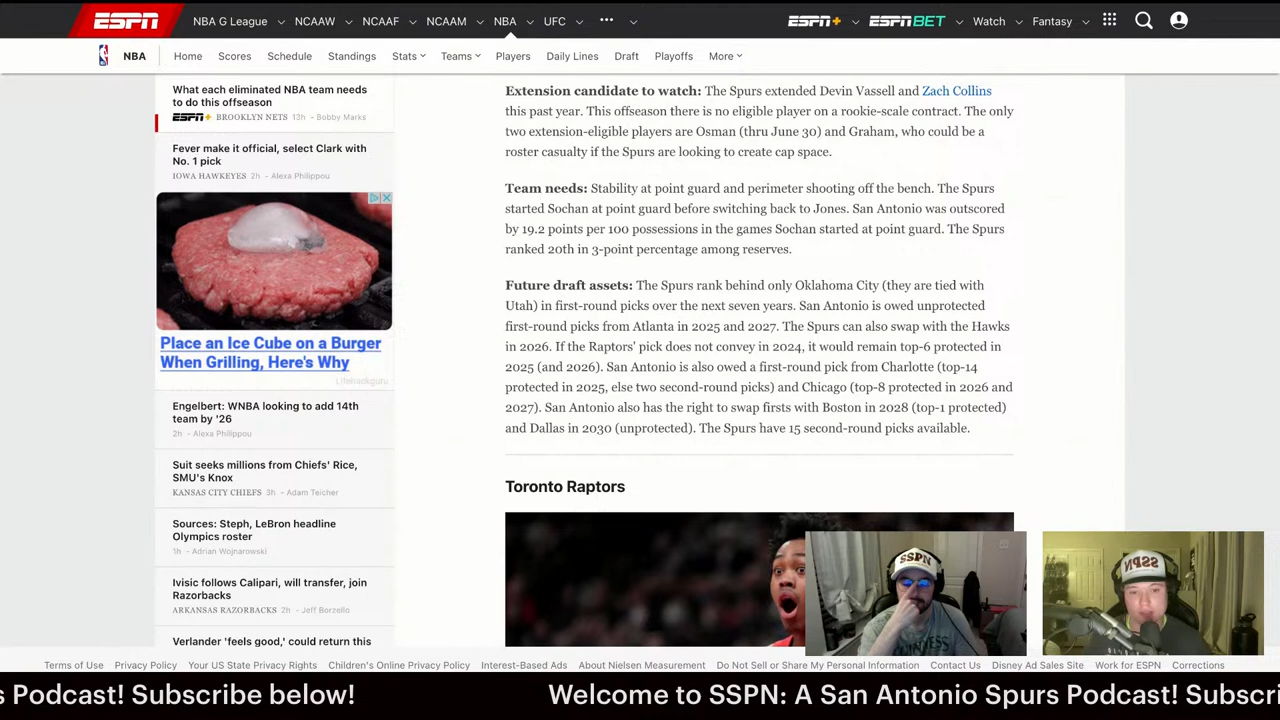 ESPN
NBA G League
NCAAW
NCAAF
NCAAM
NBA
UFC
ESPN+
ESPN BET
Watch
Fantasy
NBA
Home
Scores
Schedule
Standings
Stats
Teams
Players
Daily Lines
Draft
Playoffs
More
What each eliminated NBA team needs
to do this offseason
ESPN+ BROOKLYN NETS 13h - Bobby Marks
Fever make it official, select Clark with
No. 1 pick
IOWA HAWKEYES 2h - Alexa Philippou
Place an Ice Cube on a Burger
When Grilling, Here's Why
Lifehackguru
Engelbert: WNBA looking to add 14th
team by '26
2h - Alexa Philippou
Suit seeks millions from Chiefs' Rice,
SMU's Knox
KANSAS CITY CHIEFS 3h - Adam Teicher
Sources: Steph, LeBron headline
Olympics roster
1h - Adrian Wojnarowski
Ivisic follows Calipari, will transfer, join
Razorbacks
ARKANSAS RAZORBACKS 2h - Jeff Borzello
Verlander 'feels good,' could return this
Extension candidate to watch: The Spurs extended Devin Vassell and Zach Collins
this past year. This offseason there is no eligible player on a rookie-scale contract. The only
two extension-eligible players are Osman (thru June 30) and Graham, who could be a
roster casualty if the Spurs are looking to create cap space.
Team needs: Stability at point guard and perimeter shooting off the bench. The Spurs
started Sochan at point guard before switching back to Jones. San Antonio was outscored
by 19.2 points per 100 possessions in the games Sochan started at point guard. The Spurs
ranked 20th in 3-point percentage among reserves.
Future draft assets: The Spurs rank behind only Oklahoma City (they are tied with
Utah) in first-round picks over the next seven years. San Antonio is owed unprotected
first-round picks from Atlanta in 2025 and 2027. The Spurs can also swap with the Hawks
in 2026. If the Raptors' pick does not convey in 2024, it would remain top-6 protected in
2025 (and 2026). San Antonio is also owed a first-round pick from Charlotte (top-14
protected in 2025, else two second-round picks) and Chicago (top-8 protected in 2026 and
2027). San Antonio also has the right to swap firsts with Boston in 2028 (top-1 protected)
and Dallas in 2030 (unprotected). The Spurs have 15 second-round picks available.
Toronto Raptors
SSPN
SSPN
Terms of Use
Privacy Policy
Your US State Privacy Rights
Children's Online Privacy Policy
Interest-Based Ads
About Nielsen Measurement
Do Not Sell or Share My Personal Information
Contact Us
Disney Ad Sales Site
Work for ESPN
Corrections
s Podcast! Subscribe below!
Welcome to SSPN: A San Antonio Spurs Podcast! Subscri